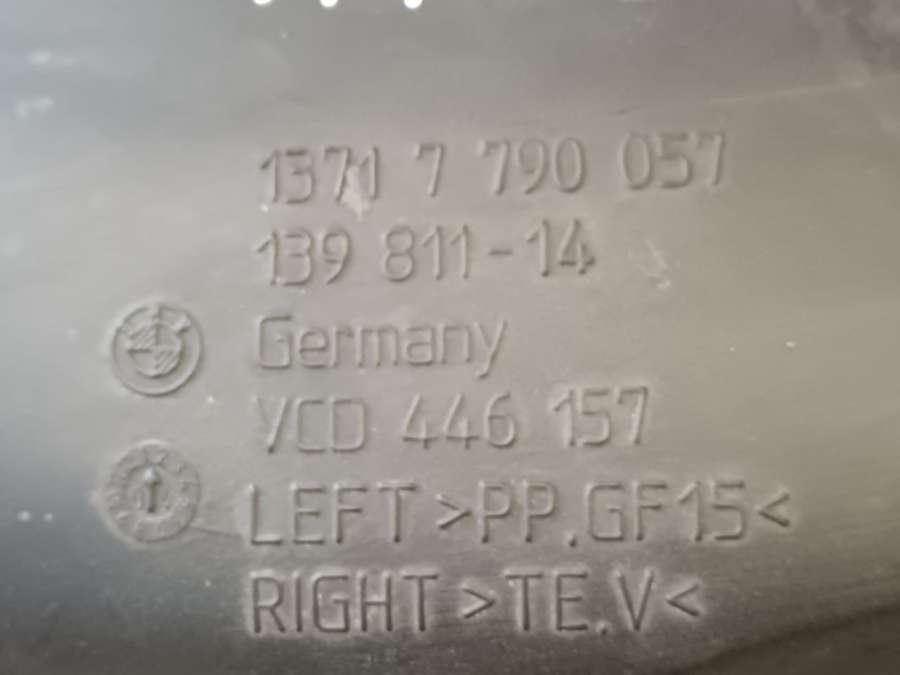 1371 7 790 057
139 811-14
Germany
VCD 446 157
LEFT >PP.GF15<
RIGHT >TE.V<